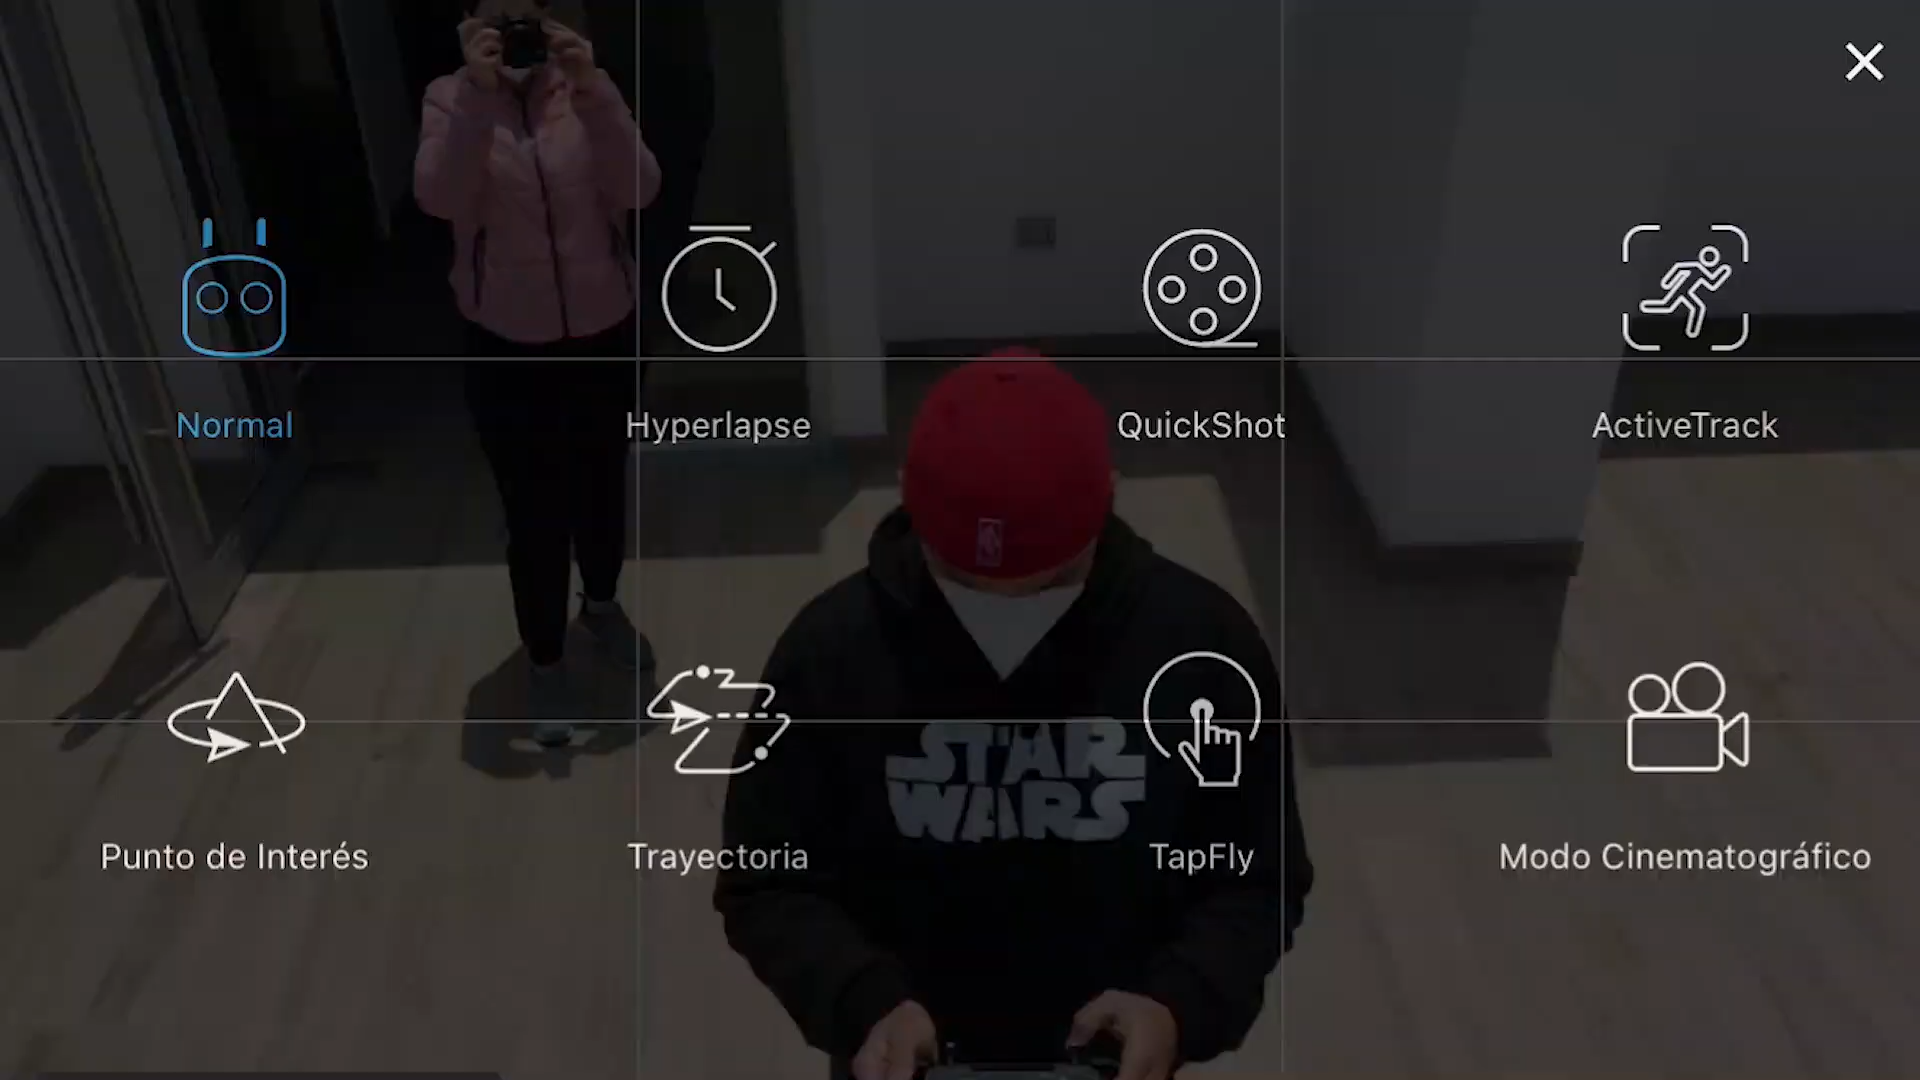 Normal
Hyperlapse
QuickShot
ActiveTrack
Punto de Interés
Trayectoria
TapFly
Modo Cinematográfico
STAR
WARS